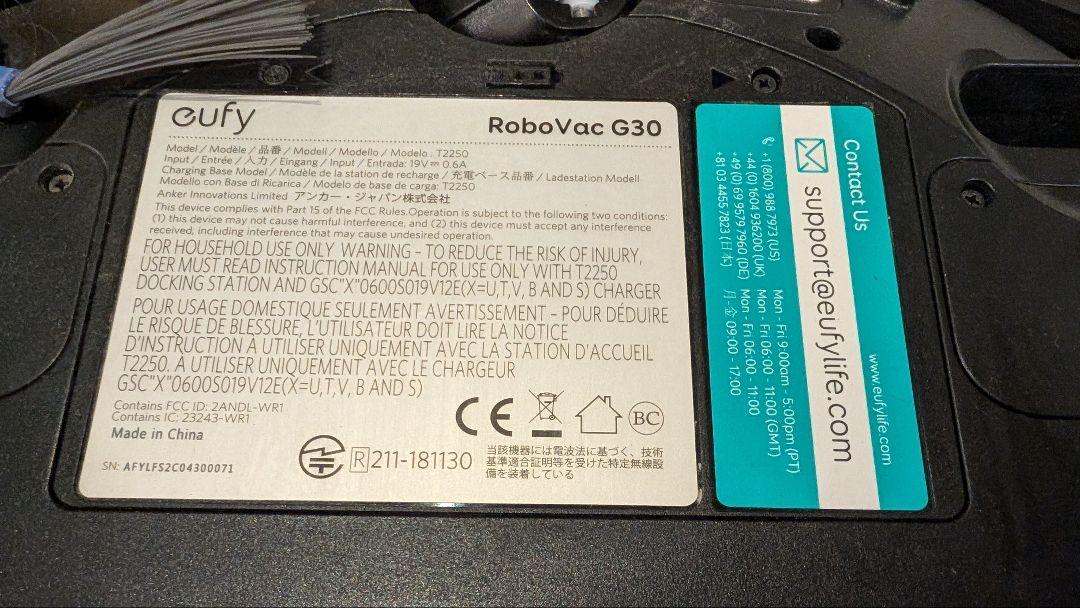 eufy
RoboVac G30
Model / Modèle / 品番 / Modell / Modello / Modelo : T2250
Input / Entrée / 入力 / Eingang / Input / Entrada: 19V⎓0.6A
Charging Base Model / Modèle de la station de recharge / 充電ベース品番 / Ladestation Modell
Modello con Base di Ricarica / Modelo de base de carga: T2250
Anker Innovations Limited アンカー・ジャパン株式会社
This device complies with Part 15 of the FCC Rules.Operation is subject to the following two conditions:
(1) this device may not cause harmful interference, and (2) this device must accept any interference
received, including interference that may cause undesired operation.
FOR HOUSEHOLD USE ONLY WARNING – TO REDUCE THE RISK OF INJURY,
USER MUST READ INSTRUCTION MANUAL FOR USE ONLY WITH T2250
DOCKING STATION AND GSC"X"0600S019V12E(X=U,T,V, B AND S) CHARGER
POUR USAGE DOMESTIQUE SEULEMENT AVERTISSEMENT – POUR DÉDUIRE
LE RISQUE DE BLESSURE, L'UTILISATEUR DOIT LIRE LA NOTICE
D'INSTRUCTION A UTILISER UNIQUEMENT AVEC LA STATION D'ACCUEIL
T2250. A UTILISER UNIQUEMENT AVEC LE CHARGEUR
GSC"X"0600S019V12E(X=U,T,V, B AND S)
Contains FCC ID: 2ANDL-WR1
Contains IC: 23243-WR1
Made in China
SN: AFYLFS2C04300071
R 211-181130
CE
BC
当該機器には電波法に基づく、技術
基準適合証明等を受けた特定無線設
備を装着している
Contact Us
support@eufylife.com
www.eufylife.com
+1 (800) 988 7973 (US) Mon - Fri 9:00am - 5:00pm (PT)
+44 (0) 1604 936200 (UK) Mon - Fri 06:00 - 11:00 (GMT)
+49 (0) 69 9579 7960 (DE) Mon - Fri 06:00 - 11:00
+81 03 4455 7823 (日本) 月-金 09:00 - 17:00